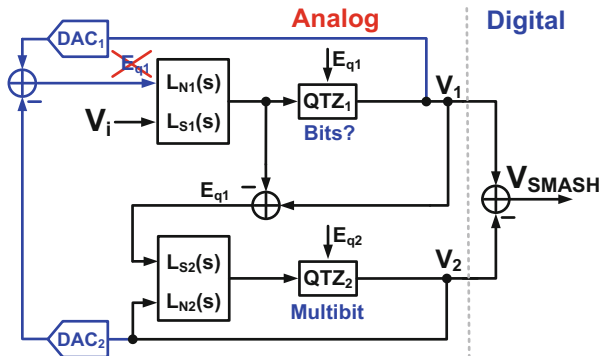 Analog Digital
DAC1
Eq1
Eq1
LN1(s)
QTZ1
V1
Vi
LS1(s)
Bits?
VSMASH
Eq1
Eq2
LS2(s)
QTZ2
V2
LN2(s)
Multibit
DAC2